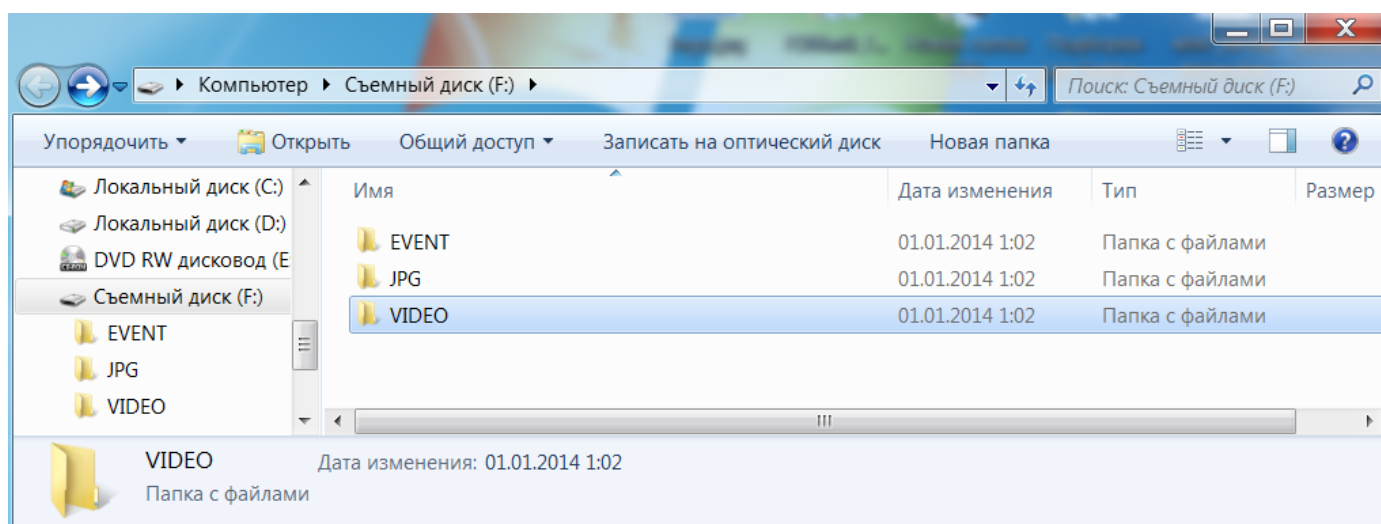 Компьютер ▸ Съемный диск (F:) ▸
Поиск: Съемный диск (F:)
Упорядочить Открыть Общий доступ Записать на оптический диск Новая папка
Локальный диск (C:)
Локальный диск (D:)
DVD RW дисковод (E
Съемный диск (F:)
EVENT
JPG
VIDEO
Имя Дата изменения Тип Размер
EVENT 01.01.2014 1:02 Папка с файлами
JPG 01.01.2014 1:02 Папка с файлами
VIDEO 01.01.2014 1:02 Папка с файлами
VIDEO Дата изменения: 01.01.2014 1:02
Папка с файлами